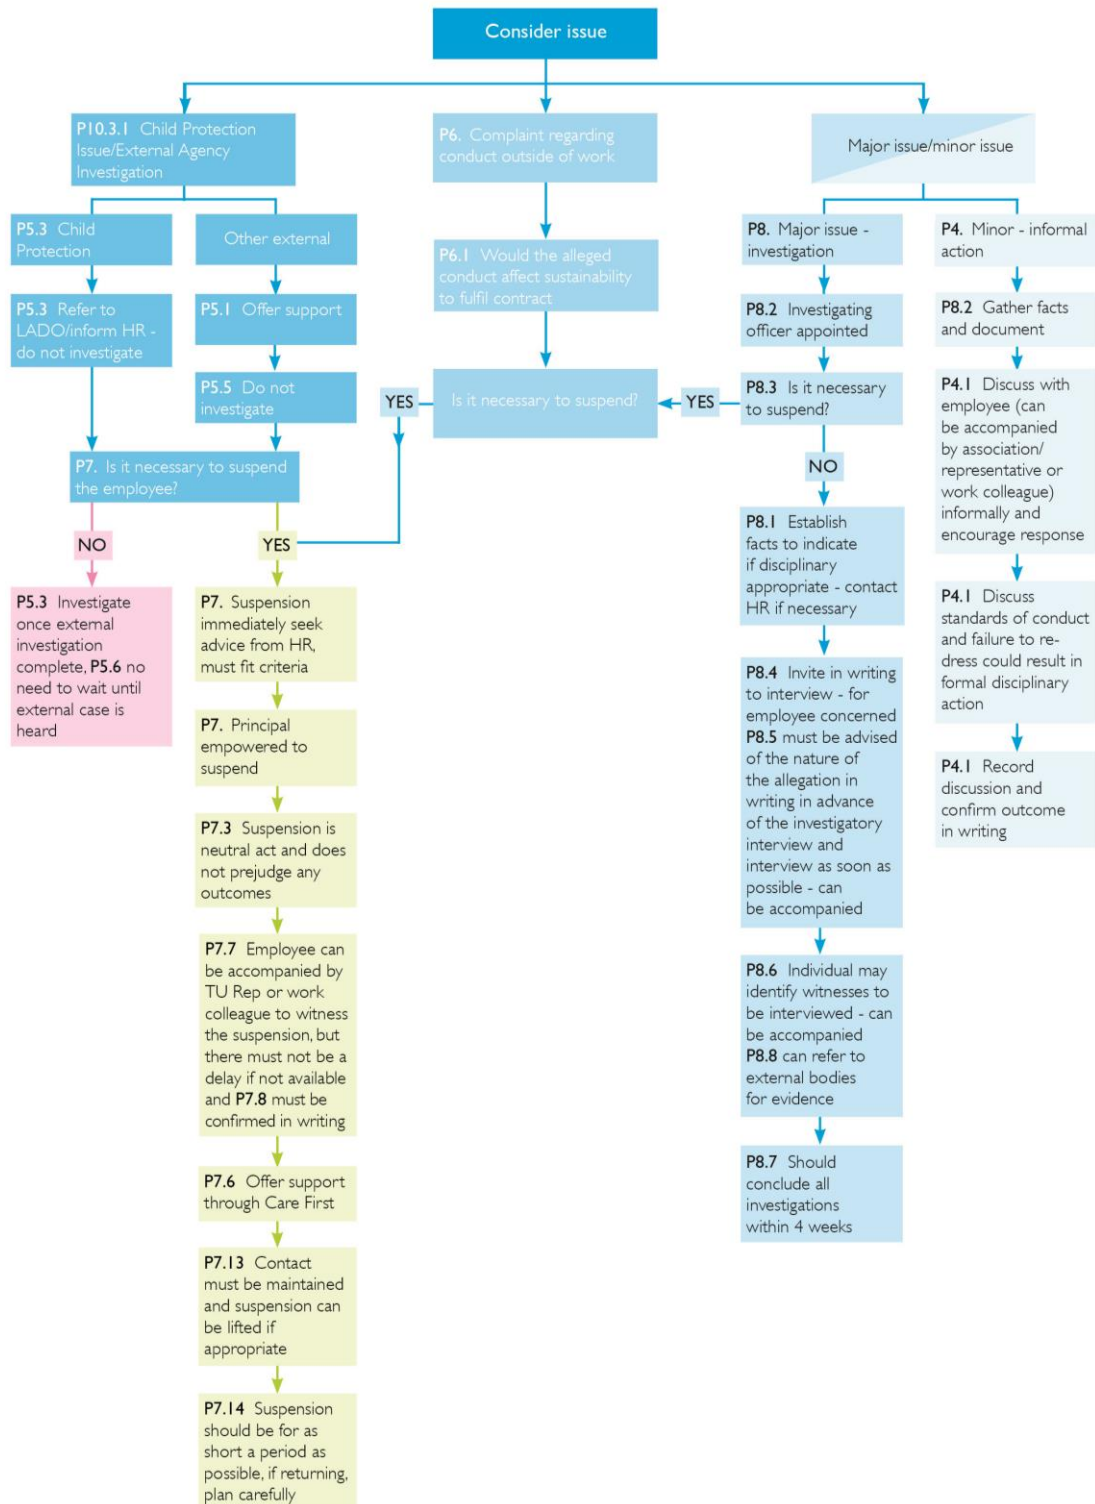 Consider issue
P10.3.1 Child Protection
Issue/External Agency
Investigation
P6. Complaint regarding
conduct outside of work
Major issue/minor issue
P5.3 Child
Protection
Other external
P6.1 Would the alleged
conduct affect sustainability
to fulfil contract
P8. Major issue -
investigation
P4. Minor - informal
action
P5.3 Refer to
LADO/inform HR -
do not investigate
P5.1 Offer support
P8.2 Investigating
officer appointed
P8.2 Gather facts
and document
P5.5 Do not
investigate
YES
Is it necessary to suspend?
YES
P8.3 Is it necessary
to suspend?
P4.1 Discuss with
employee (can
be accompanied
by association/
representative or
work colleague)
informally and
encourage response
P7. Is it necessary to suspend
the employee?
NO
YES
NO
P5.3 Investigate
once external
investigation
complete, P5.6 no
need to wait until
external case is
heard
P7. Suspension
immediately seek
advice from HR,
must fit criteria
P8.1 Establish
facts to indicate
if disciplinary
appropriate - contact
HR if necessary
P4.1 Discuss
standards of conduct
and failure to re-
dress could result in
formal disciplinary
action
P7. Principal
empowered to
suspend
P8.4 Invite in writing
to interview - for
employee concerned
P8.5 must be advised
of the nature of
the allegation in
writing in advance
of the investigatory
interview and
interview as soon as
possible - can
be accompanied
P4.1 Record
discussion and
confirm outcome
in writing
P7.3 Suspension is
neutral act and does
not prejudge any
outcomes
P7.7 Employee can
be accompanied by
TU Rep or work
colleague to witness
the suspension, but
there must not be a
delay if not available
and P7.8 must be
confirmed in writing
P8.6 Individual may
identify witnesses to
be interviewed - can
be accompanied
P8.8 can refer to
external bodies
for evidence
P7.6 Offer support
through Care First
P8.7 Should
conclude all
investigations
within 4 weeks
P7.13 Contact
must be maintained
and suspension can
be lifted if
appropriate
P7.14 Suspension
should be for as
short a period as
possible, if returning,
plan carefully